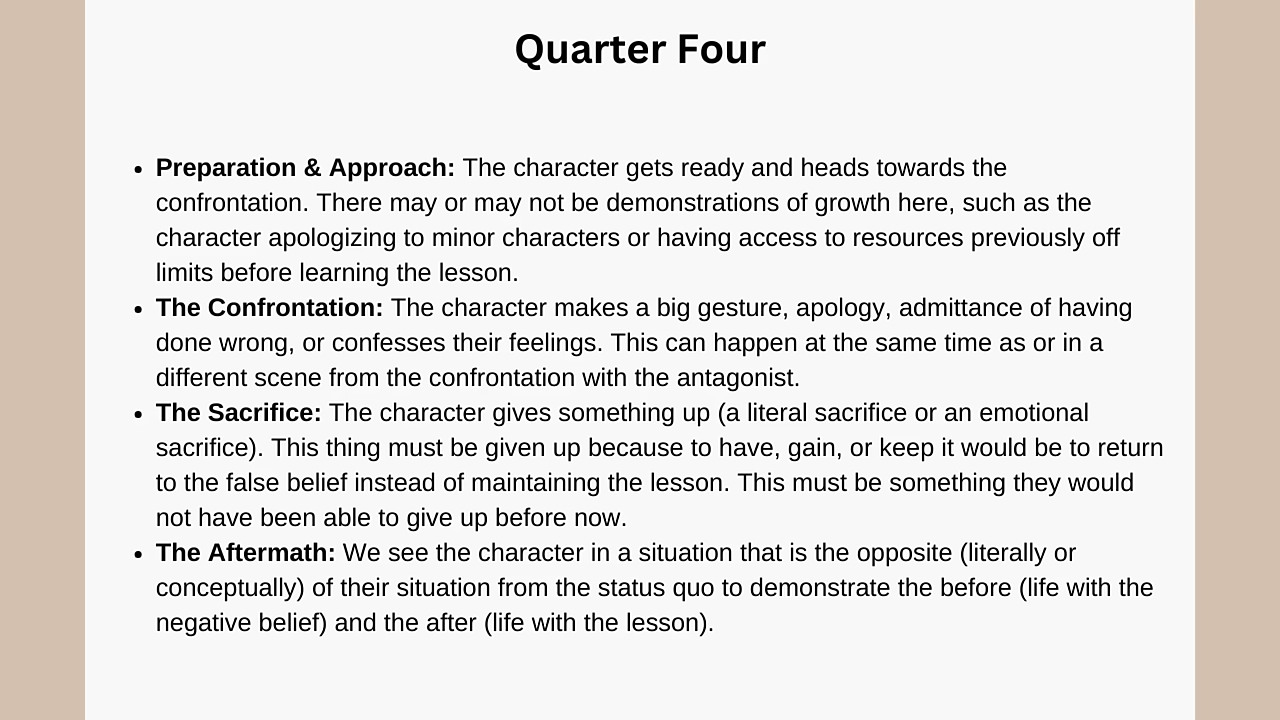 Quarter Four
• Preparation & Approach: The character gets ready and heads towards the
confrontation. There may or may not be demonstrations of growth here, such as the
character apologizing to minor characters or having access to resources previously off
limits before learning the lesson.
• The Confrontation: The character makes a big gesture, apology, admittance of having
done wrong, or confesses their feelings. This can happen at the same time as or in a
different scene from the confrontation with the antagonist.
• The Sacrifice: The character gives something up (a literal sacrifice or an emotional
sacrifice). This thing must be given up because to have, gain, or keep it would be to return
to the false belief instead of maintaining the lesson. This must be something they would
not have been able to give up before now.
• The Aftermath: We see the character in a situation that is the opposite (literally or
conceptually) of their situation from the status quo to demonstrate the before (life with the
negative belief) and the after (life with the lesson).